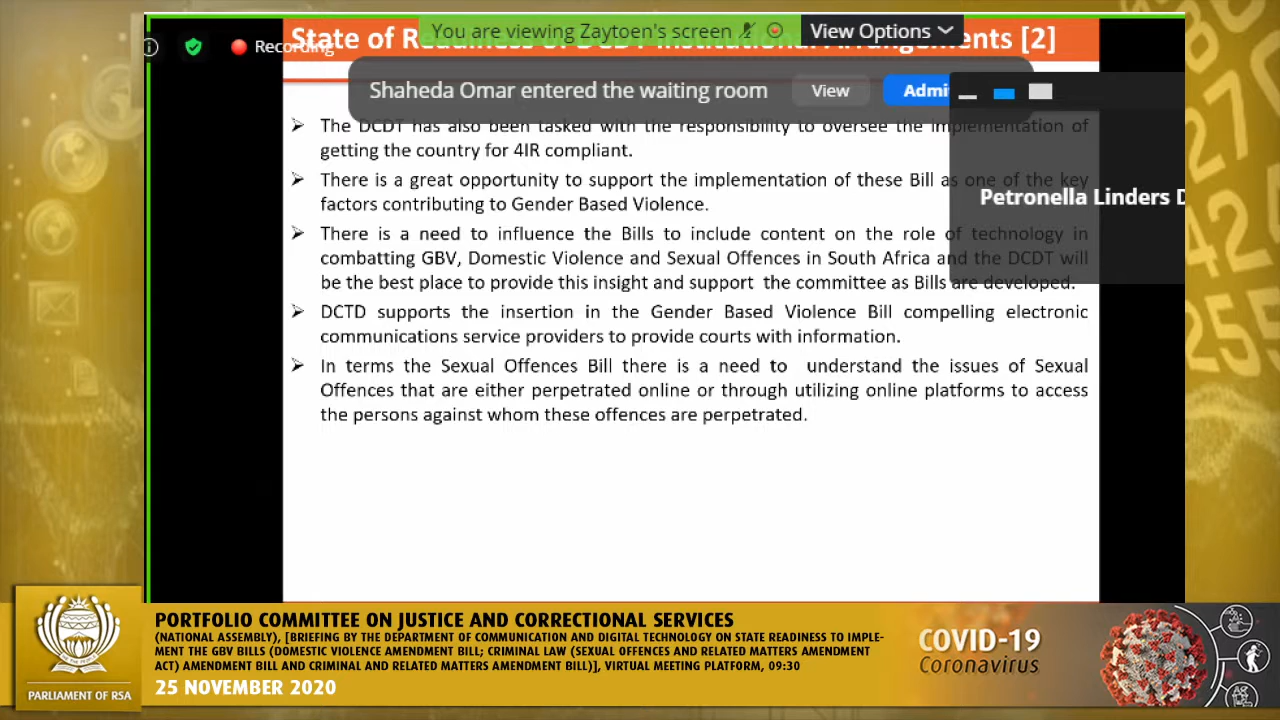 You are viewing Zaytoen's screen
View Options
State of Readiness of DCDT Institutional Arrangements [2]
Recording
Shaheda Omar entered the waiting room
View
Admi
The DCDT has also been tasked with the responsibility to oversee the implementation of
getting the country for 4IR compliant.
There is a great opportunity to support the implementation of these Bill as one of the key
factors contributing to Gender Based Violence.
Petronella Linders D
There is a need to influence the Bills to include content on the role of technology in
combatting GBV, Domestic Violence and Sexual Offences in South Africa and the DCDT will
be the best place to provide this insight and support the committee as Bills are developed.
DCTD supports the insertion in the Gender Based Violence Bill compelling electronic
communications service providers to provide courts with information.
In terms the Sexual Offences Bill there is a need to understand the issues of Sexual
Offences that are either perpetrated online or through utilizing online platforms to access
the persons against whom these offences are perpetrated.
PORTFOLIO COMMITTEE ON JUSTICE AND CORRECTIONAL SERVICES
(NATIONAL ASSEMBLY), [BRIEFING BY THE DEPARTMENT OF COMMUNICATION AND DIGITAL TECHNOLOGY ON STATE READINESS TO IMPLE-
MENT THE GBV BILLS (DOMESTIC VIOLENCE AMENDMENT BILL; CRIMINAL LAW (SEXUAL OFFENCES AND RELATED MATTERS AMENDMENT
ACT) AMENDMENT BILL AND CRIMINAL AND RELATED MATTERS AMENDMENT BILL)], VIRTUAL MEETING PLATFORM, 09:30
25 NOVEMBER 2020
PARLIAMENT OF RSA
COVID-19
Coronavirus